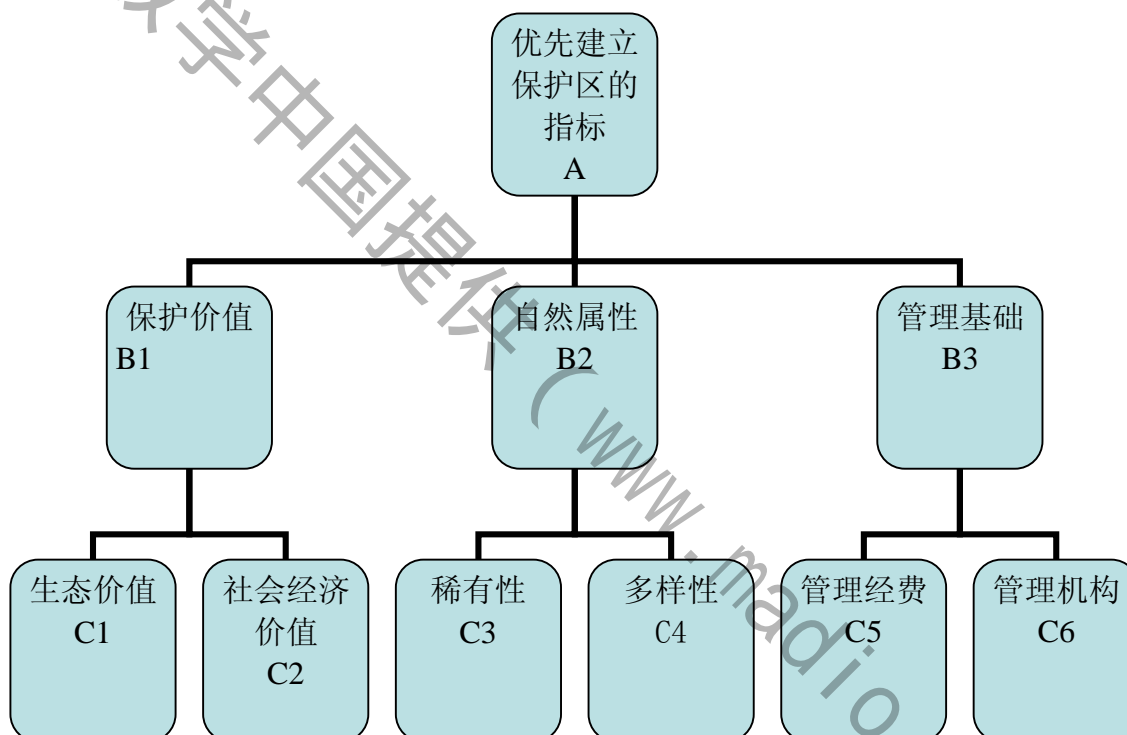 优先建立
保护区的
指标
A
保护价值
B1
自然属性
B2
管理基础
B3
生态价值
C1
社会经济
价值
C2
稀有性
C3
多样性
C4
管理经费
C5
管理机构
C6
数学中国提供(www.madio